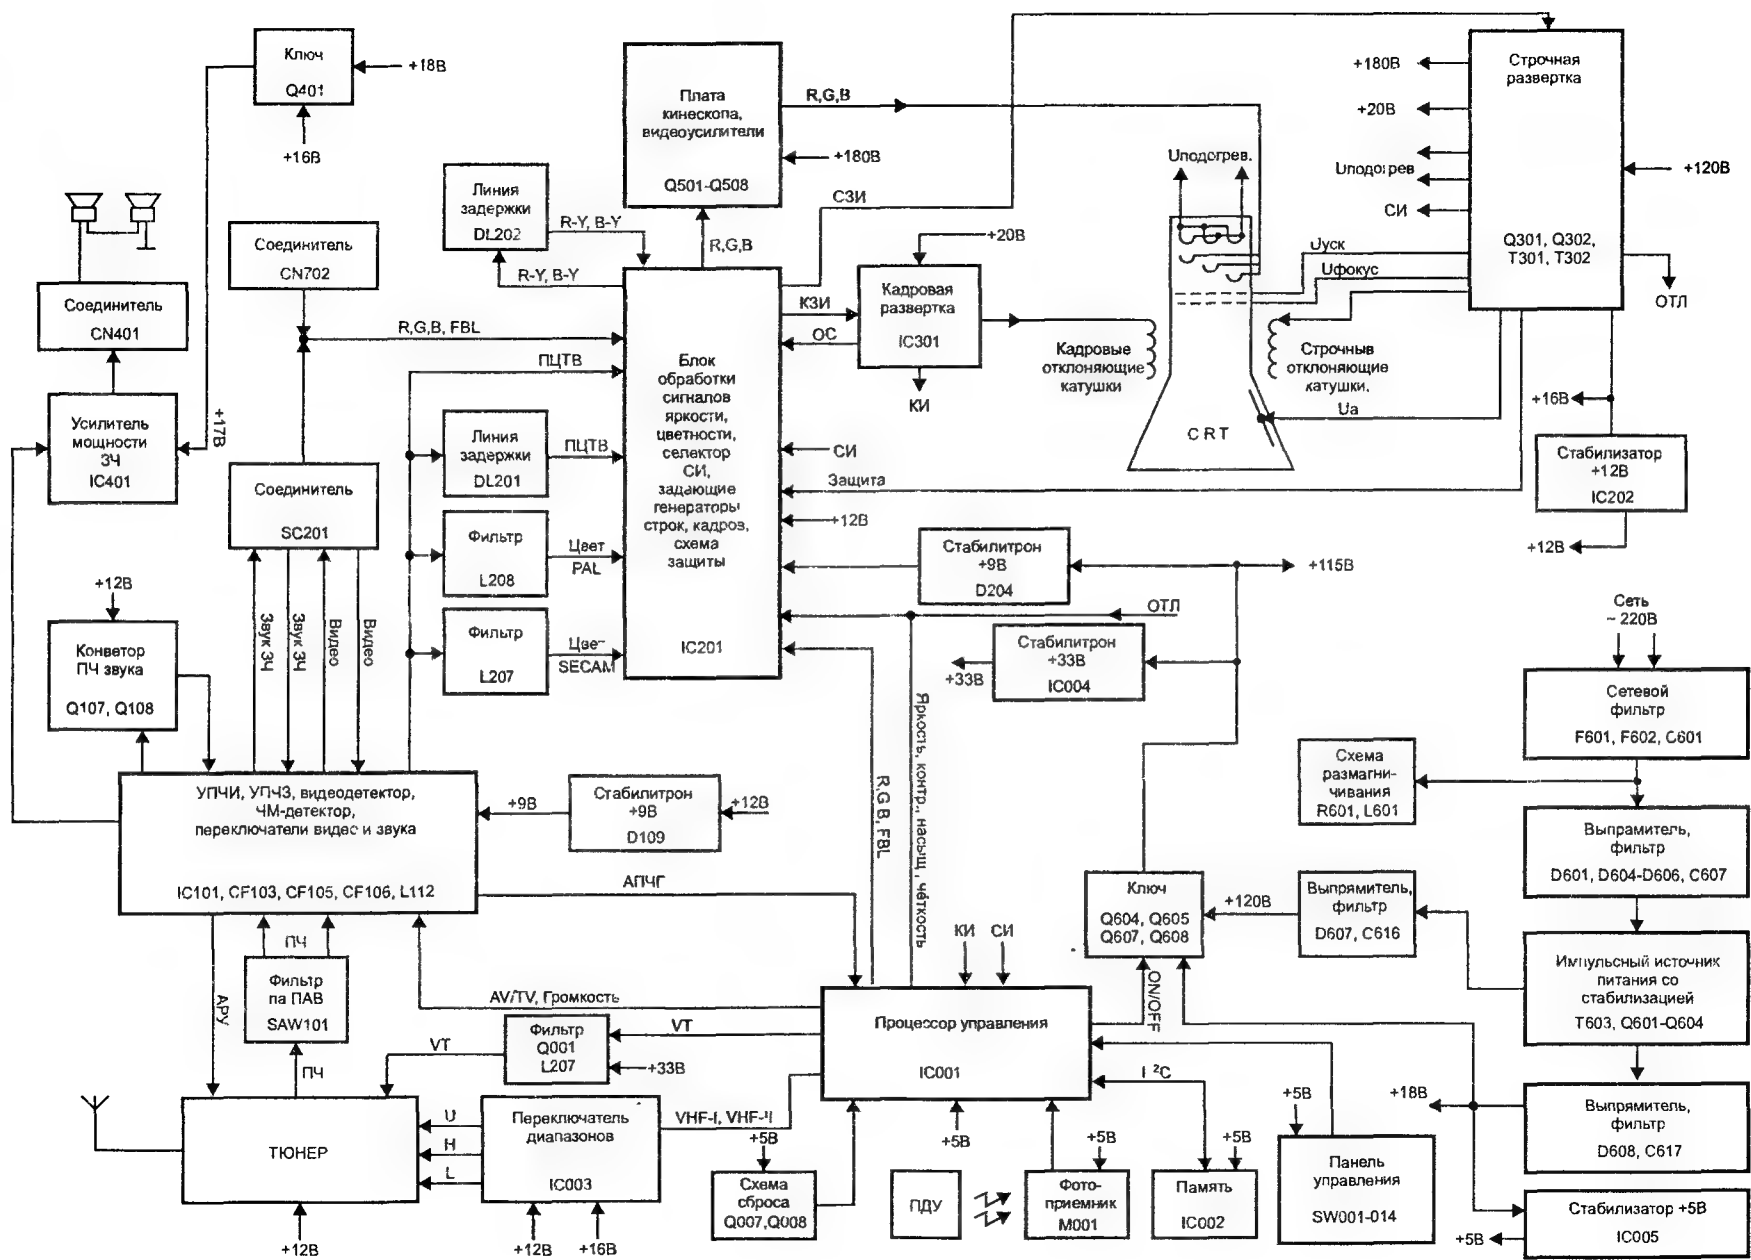 Ключ
Q401
+18В
+16В
Соединитель
CN401
Усилитель
мощности
ЗЧ
IC401
+17В
Соединитель
CN702
R,G,B, FBL
Соединитель
SC201
Звук ЗЧ
Звук ЗЧ
Видео
Видео
+12В
Конветор
ПЧ звука
Q107, Q108
Линия
задержки
DL202
R-Y, B-Y
R-Y, B-Y
ПЦТВ
Линия
задержки
DL201
ПЦТВ
Фильтр
L208
Цвет
PAL
Фильтр
L207
Цвет
SECAM
Плата
кинескопа,
видеоусилители
Q501-Q508
R,G,B
+180В
R,G,B
СЗИ
Блок
обработки
сигналов
яркости,
цветности,
селектор
СИ,
задающие
генераторы
строк, кадров,
схема
защиты
IC201
КЗИ
ОС
+20В
Кадровая
развертка
IC301
КИ
СИ
Защита
+12В
Uподогрев.
Кадровые
отклоняющие
катушки
CRT
Uуск
Uфокус
Строчныв
отклоняющие
катушки.
Ua
Строчная
развертка
Q301, Q302,
T301, T302
+180В
+20В
Uподогрев
СИ
+120В
ОТЛ
+16В
Стабилизатор
+12В
IC202
+12В
Стабилитрон
+9В
D204
+115В
ОТЛ
Стабилитрон
+33В
IC004
+33В
Яркость, контр., насыщ., чёткость
R,G B, FBL
Сеть
~ 220В
Сетевой
фильтр
F601, F602, C601
Схема
размагни-
чивания
R601, L601
Выпрамитель,
фильтр
D601, D604-D606, C607
Импульсный источник
питания со
стабилизацией
T603, Q601-Q604
Выпрямитель,
фильтр
D607, C616
+120В
Ключ
Q604, Q605
Q607, Q608
ON/OFF
Выпрямитель,
фильтр
D608, C617
+18В
Стабилизатор +5В
IC005
+5В
УПЧИ, УПЧЗ, видеодетектор,
ЧМ-детектор,
переключатели видес и звука
IC101, CF103, CF105, CF106, L112
+9В
Стабилитрон
+9В
D109
+12В
АПЧГ
ПЧ
Фильтр
па ПАВ
SAW101
АРУ
ПЧ
AV/TV, Громкость
VT
Фильтр
Q001
L207
VT
+33В
ТЮНЕР
+12В
U
H
L
Переключатель
диапазонов
IC003
+12В
+16В
VHF-I, VHF-II
КИ
СИ
Процессор управления
IC001
I ²C
+5В
Схема
сброса
Q007,Q008
+5В
ПДУ
+5В
Фото-
приемник
M001
+5В
Память
IC002
+5В
Панель
управления
SW001-014